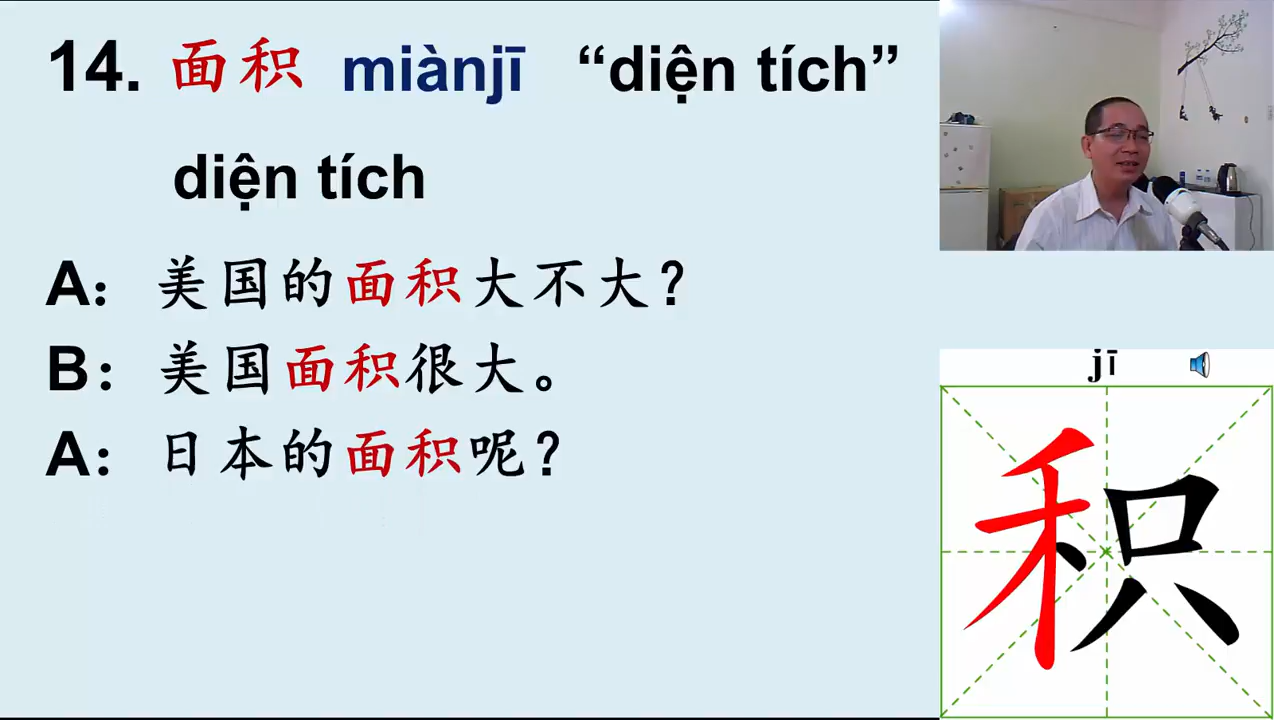 14. 面积 miànjī “diện tích”
diện tích
A：美国的面积大不大？
B：美国面积很大。
A：日本的面积呢？
jī
积